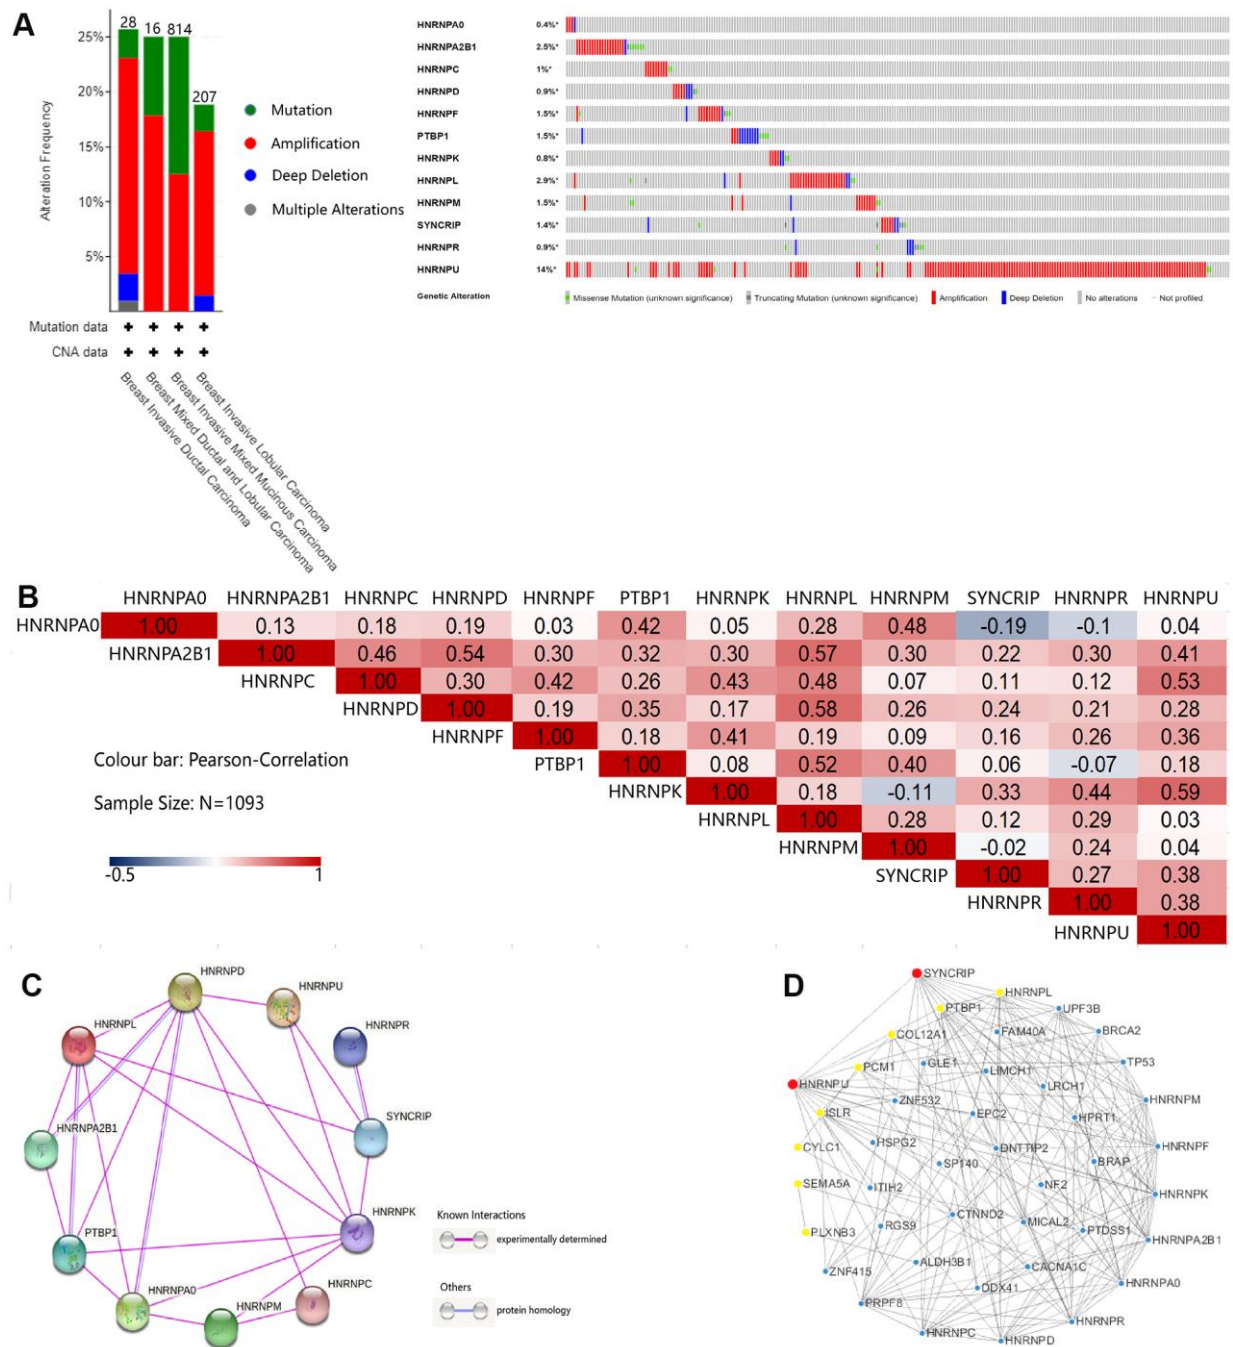 A
28 16 814 207
25%
20%
15%
10%
5%
Alteration Frequency
Mutation
Amplification
Deep Deletion
Multiple Alterations
Mutation data + + + +
CNA data + + + +
Breast Invasive Ductal Carcinoma
Breast Mixed Ductal and Lobular Carcinoma
Breast Invasive Mixed Mucinous Carcinoma
Breast Invasive Lobular Carcinoma
HNRNPA0 0.4%*
HNRNPA2B1 2.5%*
HNRNPC 1%*
HNRNPD 0.9%*
HNRNPF 1.5%*
PTBP1 1.5%*
HNRNPK 0.8%*
HNRNPL 2.9%*
HNRNPM 1.5%*
SYNCRIP 1.4%*
HNRNPR 0.9%*
HNRNPU 14%*
Genetic Alteration Missense Mutation (unknown significance) Truncating Mutation (unknown significance) Amplification Deep Deletion No alterations Not profiled
B
HNRNPA0 HNRNPA2B1 HNRNPC HNRNPD HNRNPF PTBP1 HNRNPK HNRNPL HNRNPM SYNCRIP HNRNPR HNRNPU
HNRNPA0 1.00 0.13 0.18 0.19 0.03 0.42 0.05 0.28 0.48 -0.19 -0.1 0.04
HNRNPA2B1 1.00 0.46 0.54 0.30 0.32 0.30 0.57 0.30 0.22 0.30 0.41
HNRNPC 1.00 0.30 0.42 0.26 0.43 0.48 0.07 0.11 0.12 0.53
HNRNPD 1.00 0.19 0.35 0.17 0.58 0.26 0.24 0.21 0.28
HNRNPF 1.00 0.18 0.41 0.19 0.09 0.16 0.26 0.36
PTBP1 1.00 0.08 0.52 0.40 0.06 -0.07 0.18
HNRNPK 1.00 0.18 -0.11 0.33 0.44 0.59
HNRNPL 1.00 0.28 0.12 0.29 0.03
HNRNPM 1.00 -0.02 0.24 0.04
SYNCRIP 1.00 0.27 0.38
HNRNPR 1.00 0.38
HNRNPU 1.00
Colour bar: Pearson-Correlation
Sample Size: N=1093
-0.5 1
C
HNRNPD
HNRNPU
HNRNPL
HNRNPR
SYNCRIP
HNRNPA2B1
HNRNPK
PTBP1
HNRNPC
HNRNPA0
HNRNPM
Known Interactions
experimentally determined
Others
protein homology
D
SYNCRIP
HNRNPL
PTBP1
UPF3B
COL12A1
FAM40A
BRCA2
GLE1
TP53
PCM1
LIMCH1
HNRNPU
LRCH1
ZNF532
HNRNPM
ISLR
EPC2
HPRT1
HSPG2
CYLC1
DNTTIP2
HNRNPF
SP140
BRAP
SEMA5A
ITIH2
NF2
HNRNPK
CTNND2
MICAL2
RGS9
PTDSS1
PLXNB3
HNRNPA2B1
ALDH3B1
CACNA1C
ZNF415
DDX41
HNRNPA0
PRPF8
HNRNPR
HNRNPC
HNRNPD